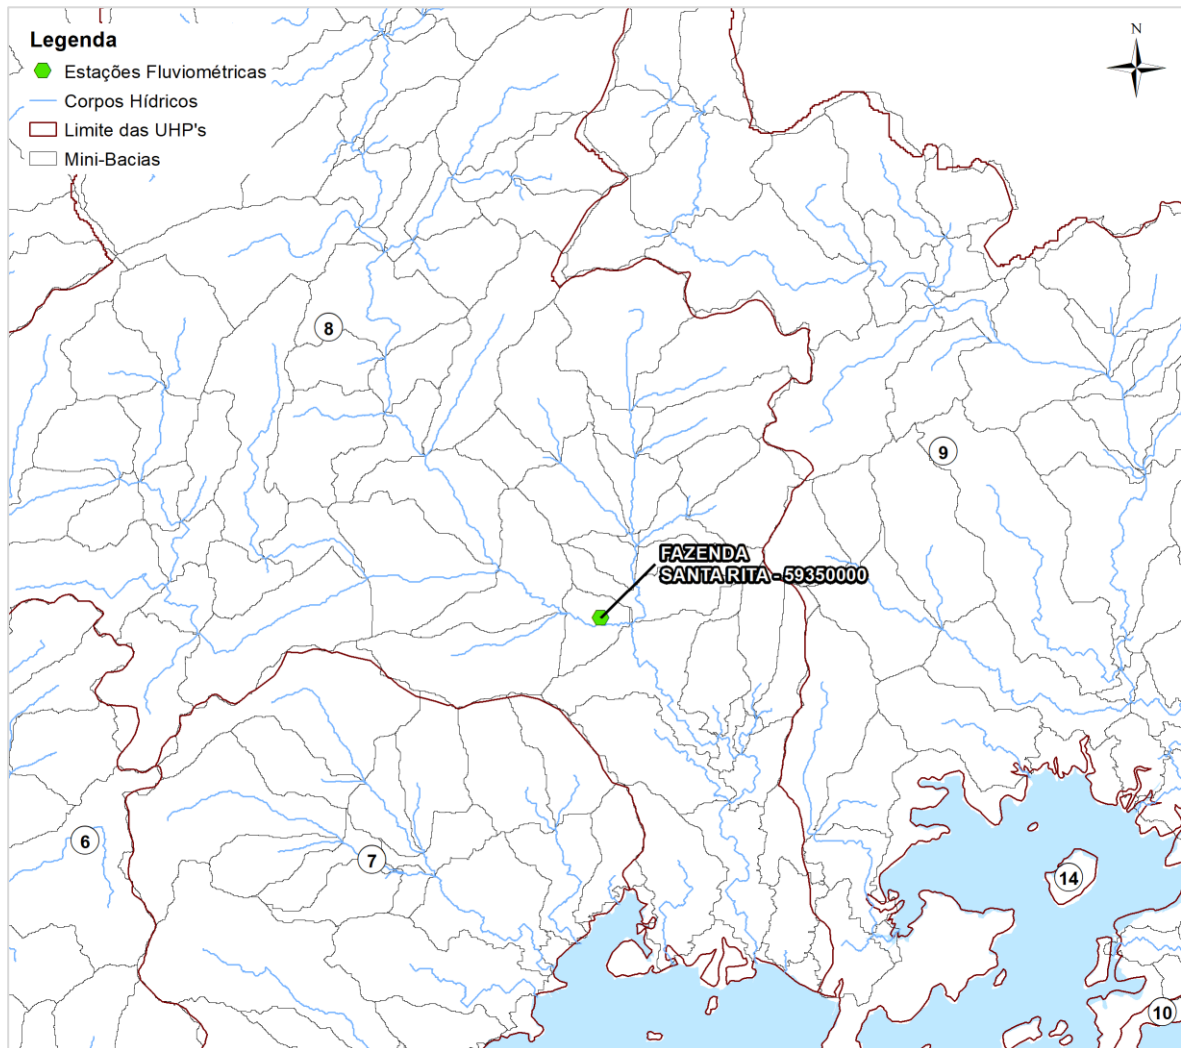 Legenda
Estações Fluviométricas
Corpos Hídricos
Limite das UHP's
Mini-Bacias
N
8
9
FAZENDA
SANTA RITA - 59350000
6
7
14
10